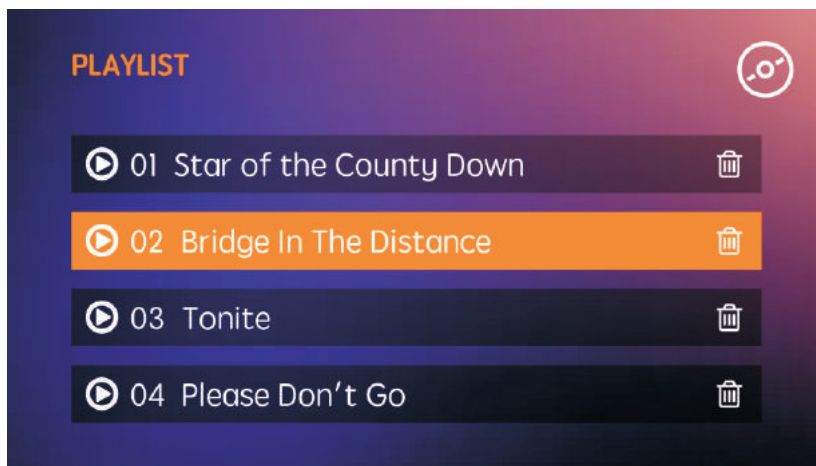 PLAYLIST
01 Star of the County Down
02 Bridge In The Distance
03 Tonite
04 Please Don't Go